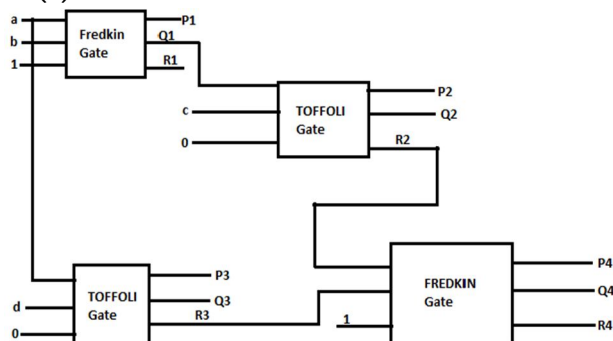 a
b
1
Fredkin
Gate
P1
Q1
R1
c
0
TOFFOLI
Gate
P2
Q2
R2
d
0
TOFFOLI
Gate
P3
Q3
R3
1
FREDKIN
Gate
P4
Q4
R4